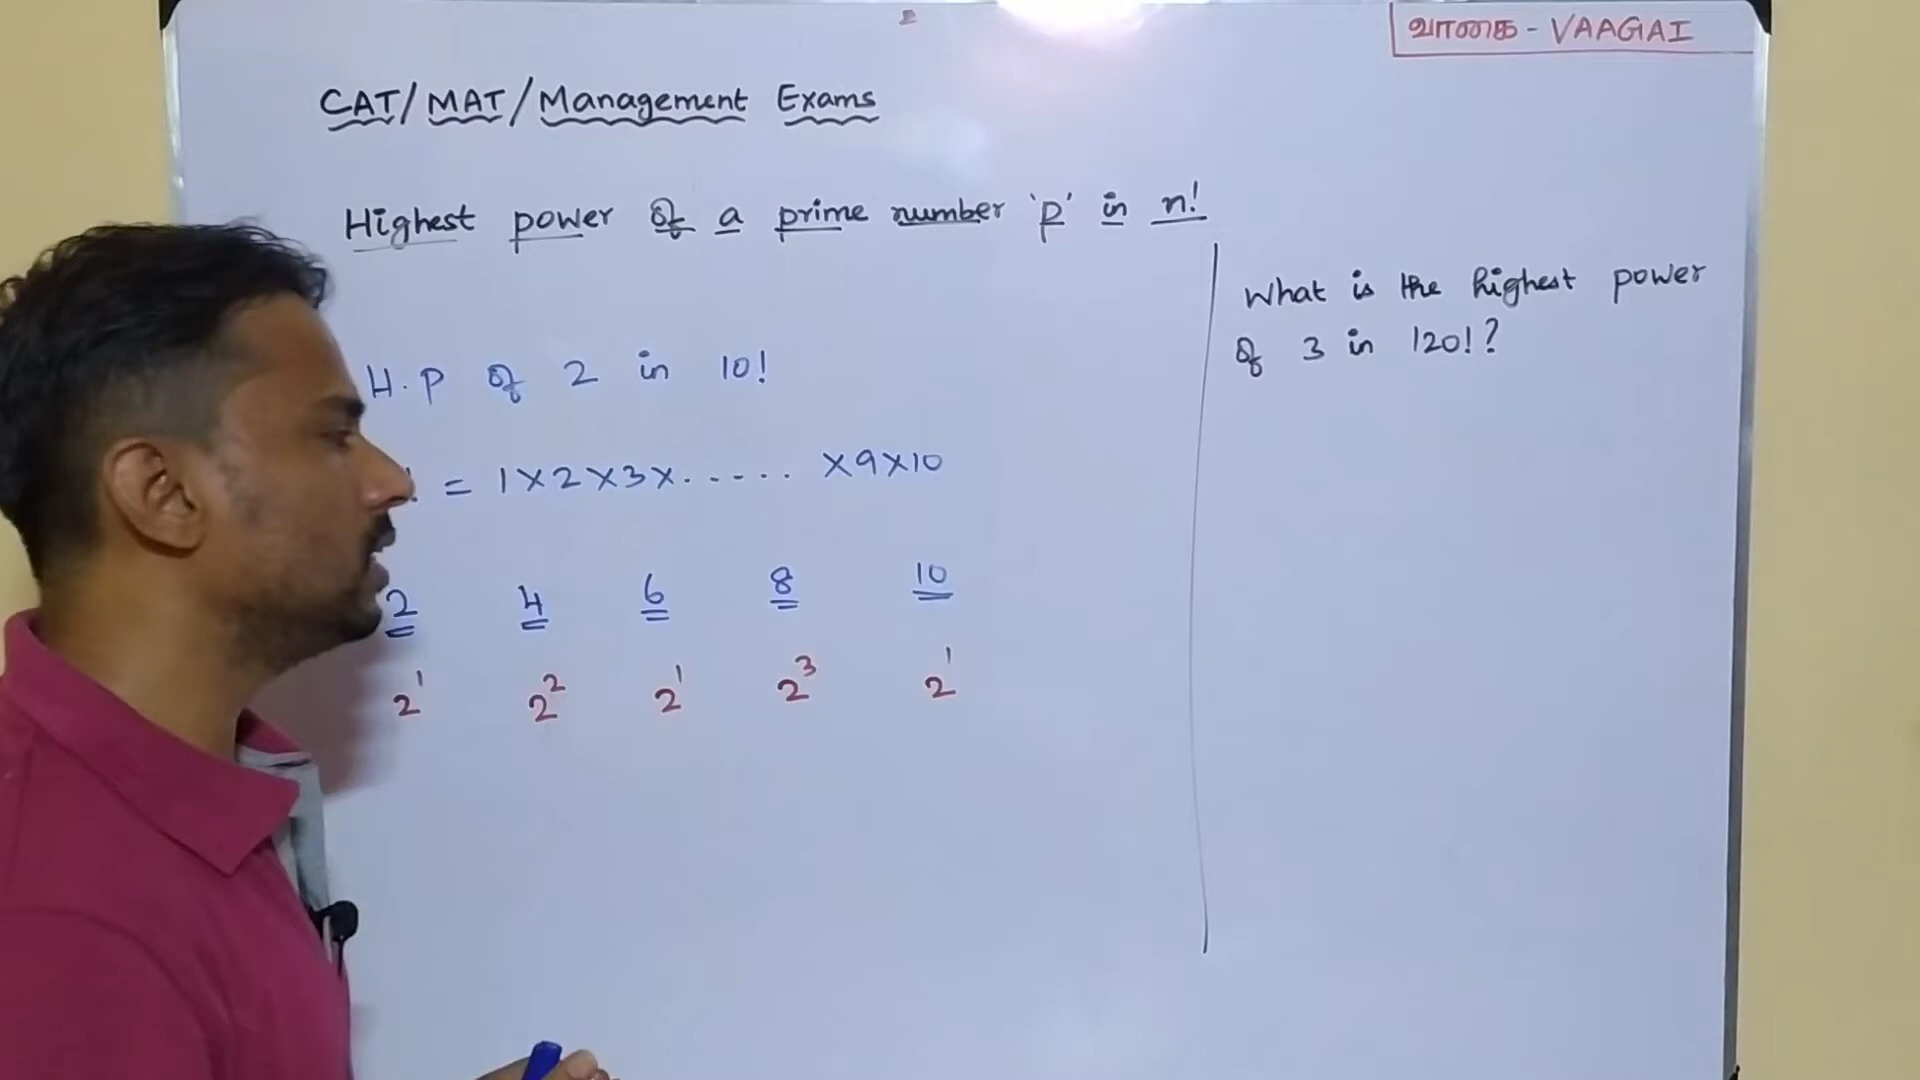 வாகை - VAAGAI
CAT/MAT/Management Exams
Highest power of a prime number 'p' in n!
H.P of 2 in 10!
! = 1×2×3×...... ×9×10
2 4 6 8 10
2¹ 2² 2¹ 2³ 2¹
What is the highest power
of 3 in 120!?